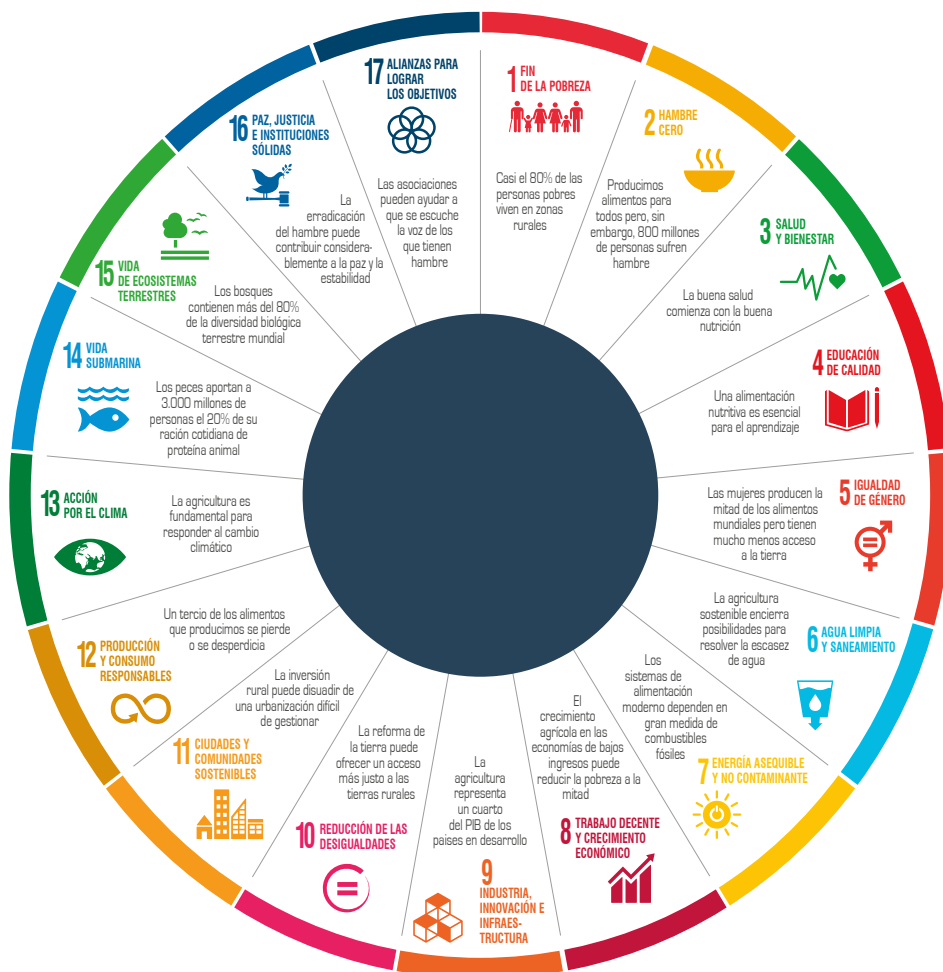 1 FIN
DE LA POBREZA
Casi el 80% de las
personas pobres
viven en zonas
rurales
2 HAMBRE
CERO
Producimos
alimentos para
todos pero, sin
embargo, 800 millones
de personas sufren
hambre
3 SALUD
Y BIENESTAR
La buena salud
comienza con la buena
nutrición
4 EDUCACIÓN
DE CALIDAD
Una alimentación
nutritiva es esencial
para el aprendizaje
5 IGUALDAD
DE GÉNERO
Las mujeres producen la
mitad de los alimentos
mundiales pero tienen
mucho menos acceso
a la tierra
6 AGUA LIMPIA
Y SANEAMIENTO
La agricultura
sostenible encierra
posibilidades para
resolver la escasez
de agua
7 ENERGÍA ASEQUIBLE
Y NO CONTAMINANTE
Los
sistemas de
alimentación
moderno dependen en
gran medida de
combustibles
fósiles
8 TRABAJO DECENTE
Y CRECIMIENTO
ECONÓMICO
El
crecimiento
agrícola en las
economías de bajos
ingresos puede
reducir la pobreza a la
mitad
9
INDUSTRIA,
INNOVACIÓN E
INFRAES-
TRUCTURA
La
agricultura
representa
un cuarto
del PIB de los
paises en desarrollo
10 REDUCCIÓN DE LAS
DESIGUALDADES
La reforma de
la tierra puede
ofrecer un acceso
más justo a las
tierras rurales
11 CIUDADES Y
COMUNIDADES
SOSTENIBLES
La inversión
rural puede disuadir de
una urbanización difícil
de gestionar
12 PRODUCCIÓN
Y CONSUMO
RESPONSABLES
Un tercio de los alimentos
que producimos se pierde
o se desperdicia
13 ACCIÓN
POR EL CLIMA
La agricultura es
fundamental para
responder al cambio
climático
14 VIDA
SUBMARINA
Los peces aportan a
3.000 millones de
personas el 20% de su
ración cotidiana de
proteína animal
15 VIDA
DE ECOSISTEMAS
TERRESTRES
Los bosques
contienen más del 80%
de la diversidad biológica
terrestre mundial
16 PAZ, JUSTICIA
E INSTITUCIONES
SÓLIDAS
La
erradicación
del hambre puede
contribuir considera-
blemente a la paz y la
estabilidad
17 ALIANZAS PARA
LOGRAR
LOS OBJETIVOS
Las asociaciones
pueden ayudar a
que se escuche
la voz de los
que tienen
hambre